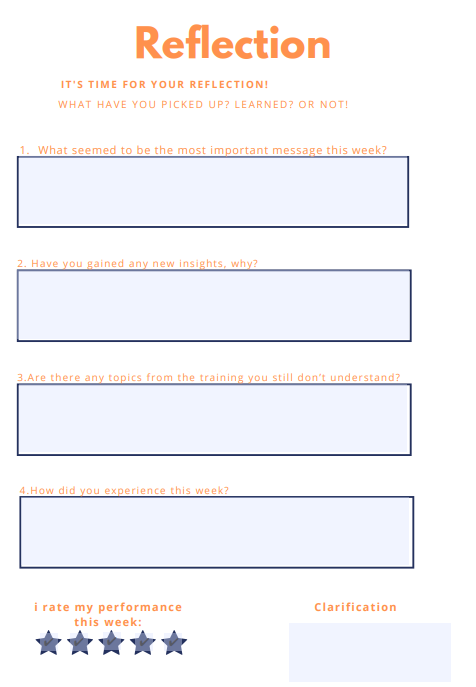 Reflection
IT'S TIME FOR YOUR REFLECTION!
WHAT HAVE YOU PICKED UP? LEARNED? OR NOT!
1. What seemed to be the most important message this week?
2. Have you gained any new insights, why?
3.Are there any topics from the training you still don't understand?
4.How did you experience this week?
i rate my performance
this week:
Clarification